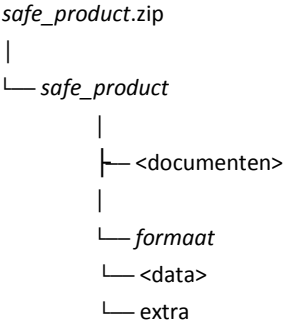 safe_product.zip
│
└── safe_product
│
├── <documenten>
│
└── formaat
└── <data>
└── extra